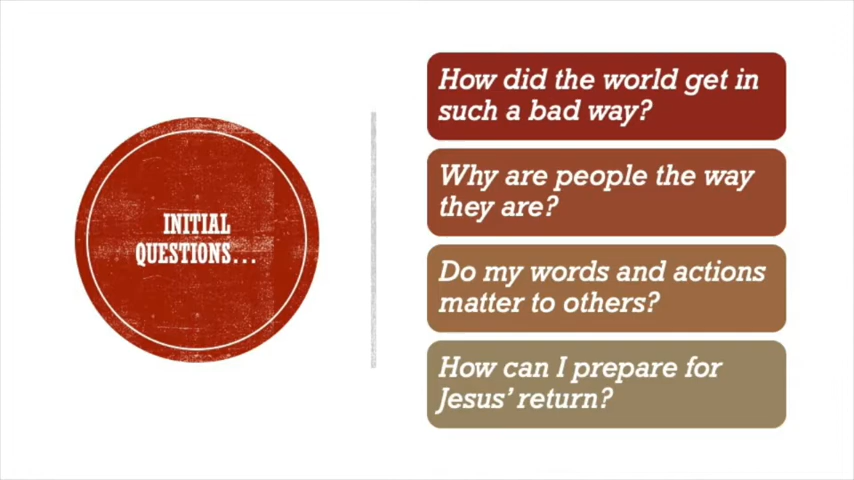 INITIAL
QUESTIONS...
How did the world get in
such a bad way?
Why are people the way
they are?
Do my words and actions
matter to others?
How can I prepare for
Jesus’ return?